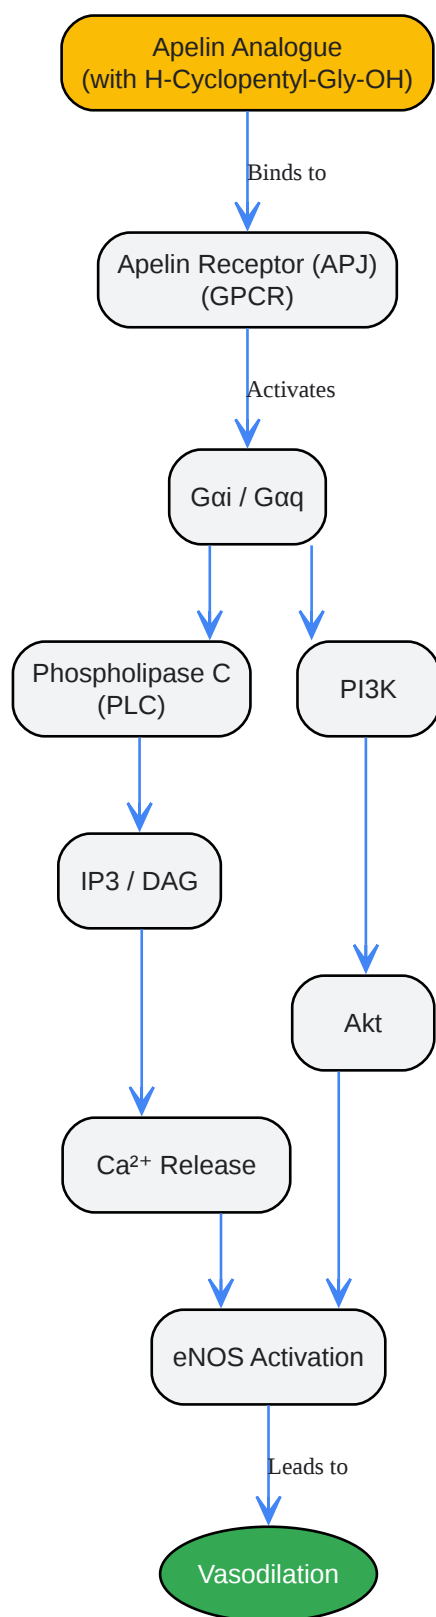 Apelin Analogue
(with H-Cyclopentyl-Gly-OH)
Binds to
Apelin Receptor (APJ)
(GPCR)
Activates
Gαi / Gαq
Phospholipase C
(PLC)
PI3K
IP3 / DAG
Akt
Ca²⁺ Release
eNOS Activation
Leads to
Vasodilation